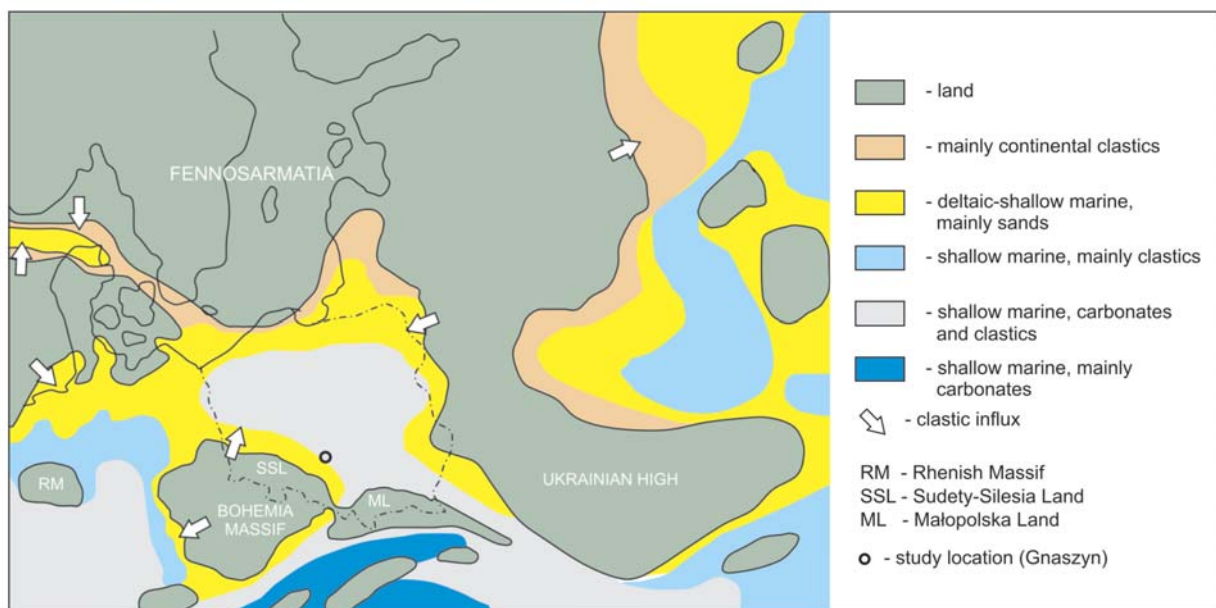 FENNOSARMATIA
SSL
RM
BOHEMIA
MASSIF
ML
UKRAINIAN HIGH
- land
- mainly continental clastics
- deltaic-shallow marine,
mainly sands
- shallow marine, mainly clastics
- shallow marine, carbonates
and clastics
- shallow marine, mainly
carbonates
- clastic influx
RM - Rhenish Massif
SSL - Sudety-Silesia Land
ML - Małopolska Land
- study location (Gnaszyn)